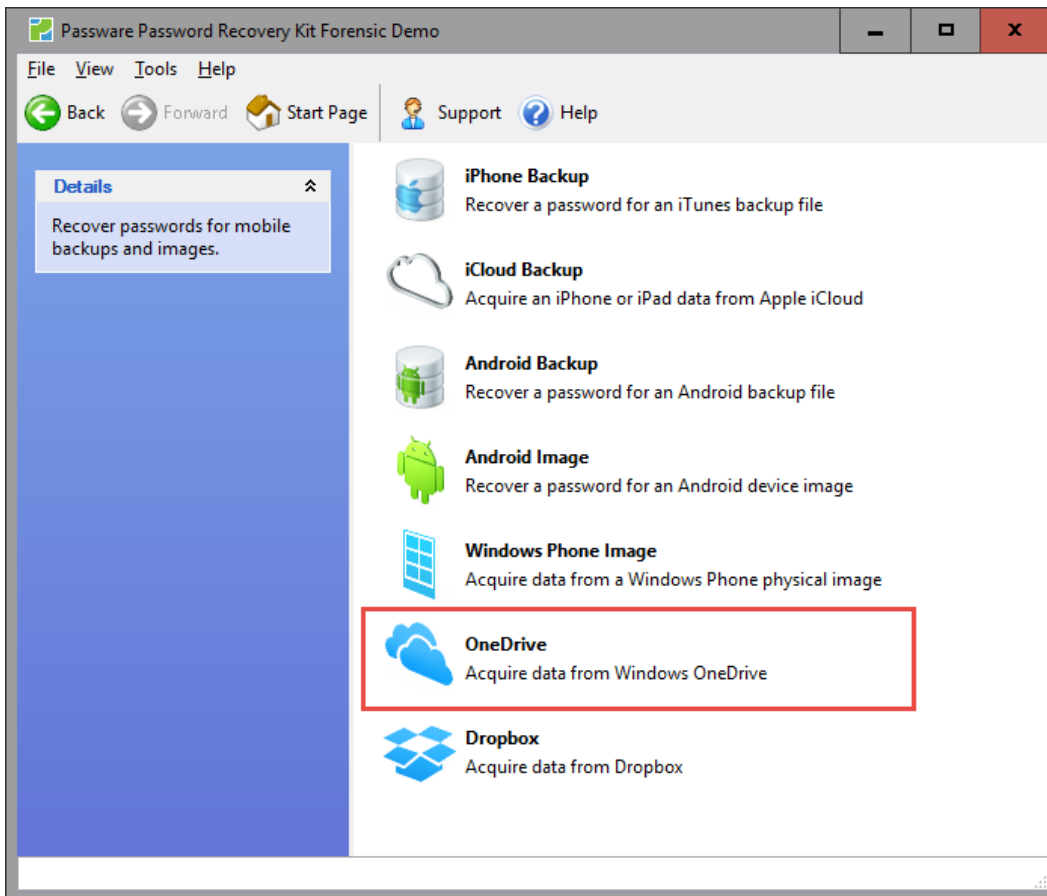 Passware Password Recovery Kit Forensic Demo
File View Tools Help
Back Forward Start Page Support Help
Details
Recover passwords for mobile
backups and images.
iPhone Backup
Recover a password for an iTunes backup file
iCloud Backup
Acquire an iPhone or iPad data from Apple iCloud
Android Backup
Recover a password for an Android backup file
Android Image
Recover a password for an Android device image
Windows Phone Image
Acquire data from a Windows Phone physical image
OneDrive
Acquire data from Windows OneDrive
Dropbox
Acquire data from Dropbox